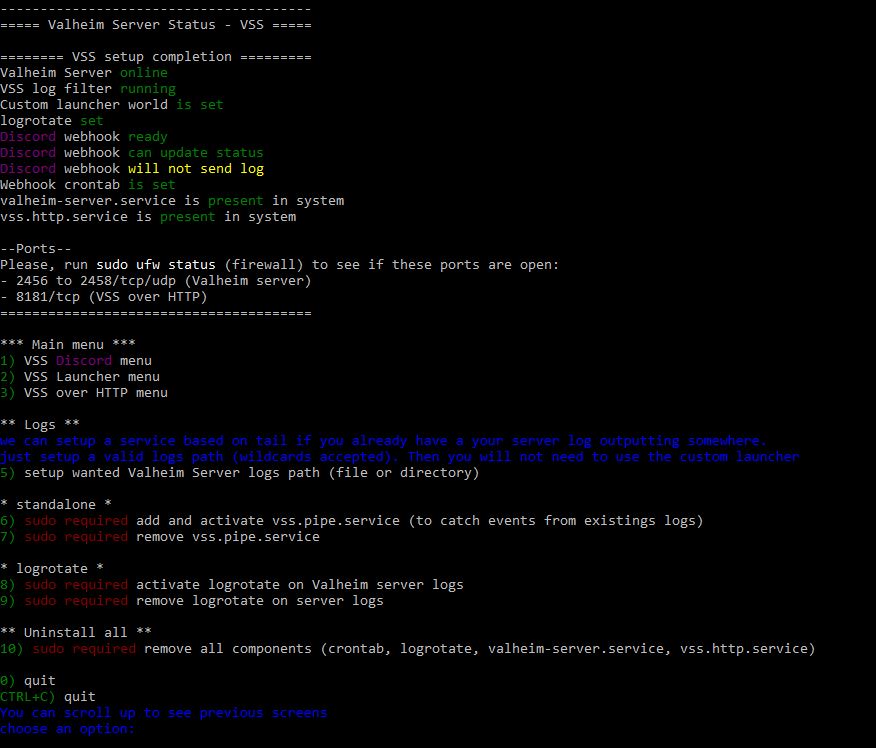 ---------------------------------------
===== Valheim Server Status - VSS =====
======== VSS setup completion =========
Valheim Server online
VSS log filter running
Custom launcher world is set
logrotate set
Discord webhook ready
Discord webhook can update status
Discord webhook will not send log
Webhook crontab is set
valheim-server.service is present in system
vss.http.service is present in system
--Ports--
Please, run sudo ufw status (firewall) to see if these ports are open:
- 2456 to 2458/tcp/udp (Valheim server)
- 8181/tcp (VSS over HTTP)
=======================================
*** Main menu ***
1) VSS Discord menu
2) VSS Launcher menu
3) VSS over HTTP menu
** Logs **
we can setup a service based on tail if you already have a your server log outputting somewhere.
just setup a valid logs path (wildcards accepted). Then you will not need to use the custom launcher
5) setup wanted Valheim Server logs path (file or directory)
* standalone *
6) sudo required add and activate vss.pipe.service (to catch events from existings logs)
7) sudo required remove vss.pipe.service
* logrotate *
8) sudo required activate logrotate on Valheim server logs
9) sudo required remove logrotate on server logs
** Uninstall all **
10) sudo required remove all components (crontab, logrotate, valheim-server.service, vss.http.service)
0) quit
CTRL+C) quit
You can scroll up to see previous screens
choose an option: